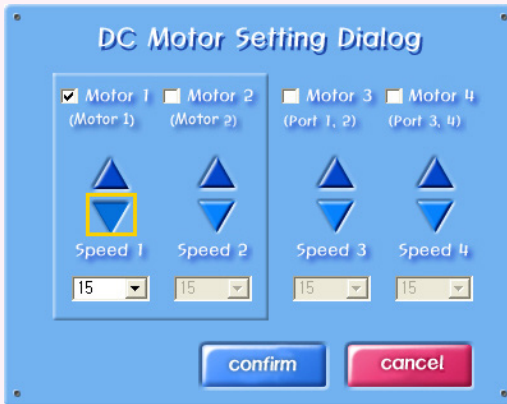 DC Motor Setting Dialog
Motor 1 Motor 2 Motor 3 Motor 4
(Motor 1) (Motor 2) (Port 1, 2) (Port 3, 4)
Speed 1 Speed 2 Speed 3 Speed 4
15 15 15 15
confirm cancel